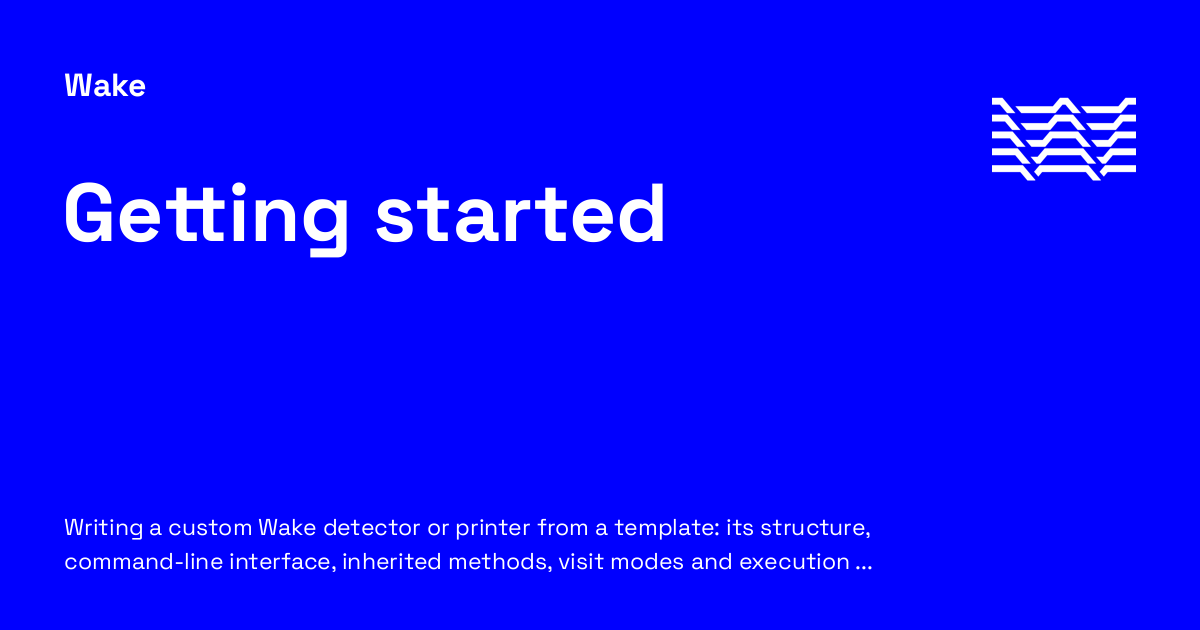 Wake
Getting started
Writing a custom Wake detector or printer from a template: its structure,
command-line interface, inherited methods, visit modes and execution ...